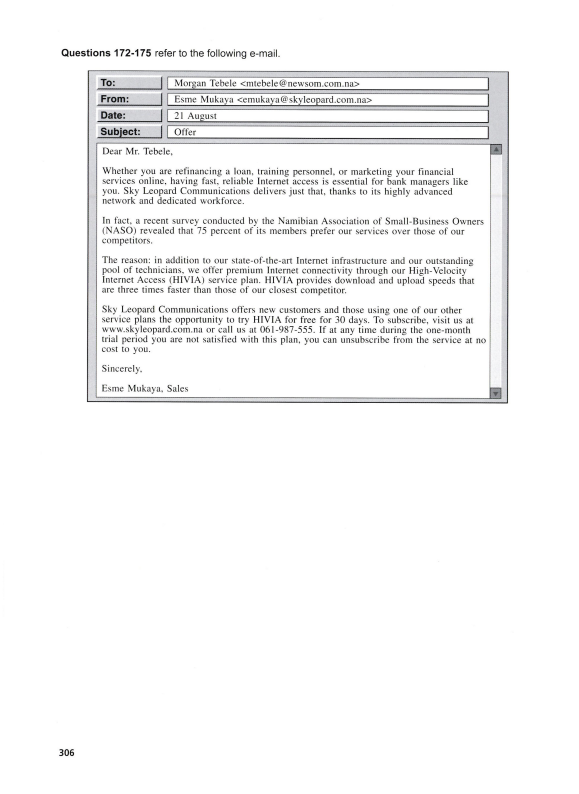 Questions 172-175 refer to the following e-mail.
To: Morgan Tebele <mtebele@newsom.com.na>
From: Esme Mukaya <emukaya@skyleopard.com.na>
Date: 21 August
Subject: Offer
Dear Mr. Tebele,
Whether you are refinancing a loan, training personnel, or marketing your financial
services online, having fast, reliable Internet access is essential for bank managers like
you. Sky Leopard Communications delivers just that, thanks to its highly advanced
network and dedicated workforce.
In fact, a recent survey conducted by the Namibian Association of Small-Business Owners
(NASO) revealed that 75 percent of its members prefer our services over those of our
competitors.
The reason: in addition to our state-of-the-art Internet infrastructure and our outstanding
pool of technicians, we offer premium Internet connectivity through our High-Velocity
Internet Access (HIVIA) service plan. HIVIA provides download and upload speeds that
are three times faster than those of our closest competitor.
Sky Leopard Communications offers new customers and those using one of our other
service plans the opportunity to try HIVIA for free for 30 days. To subscribe, visit us at
www.skyleopard.com.na or call us at 061-987-555. If at any time during the one-month
trial period you are not satisfied with this plan, you can unsubscribe from the service at no
cost to you.
Sincerely,
Esme Mukaya, Sales
306